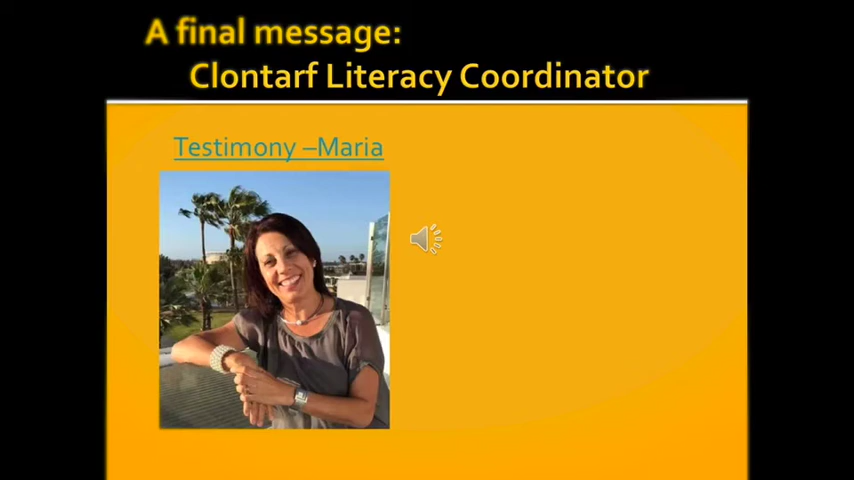 A final message:
Clontarf Literacy Coordinator
Testimony –Maria